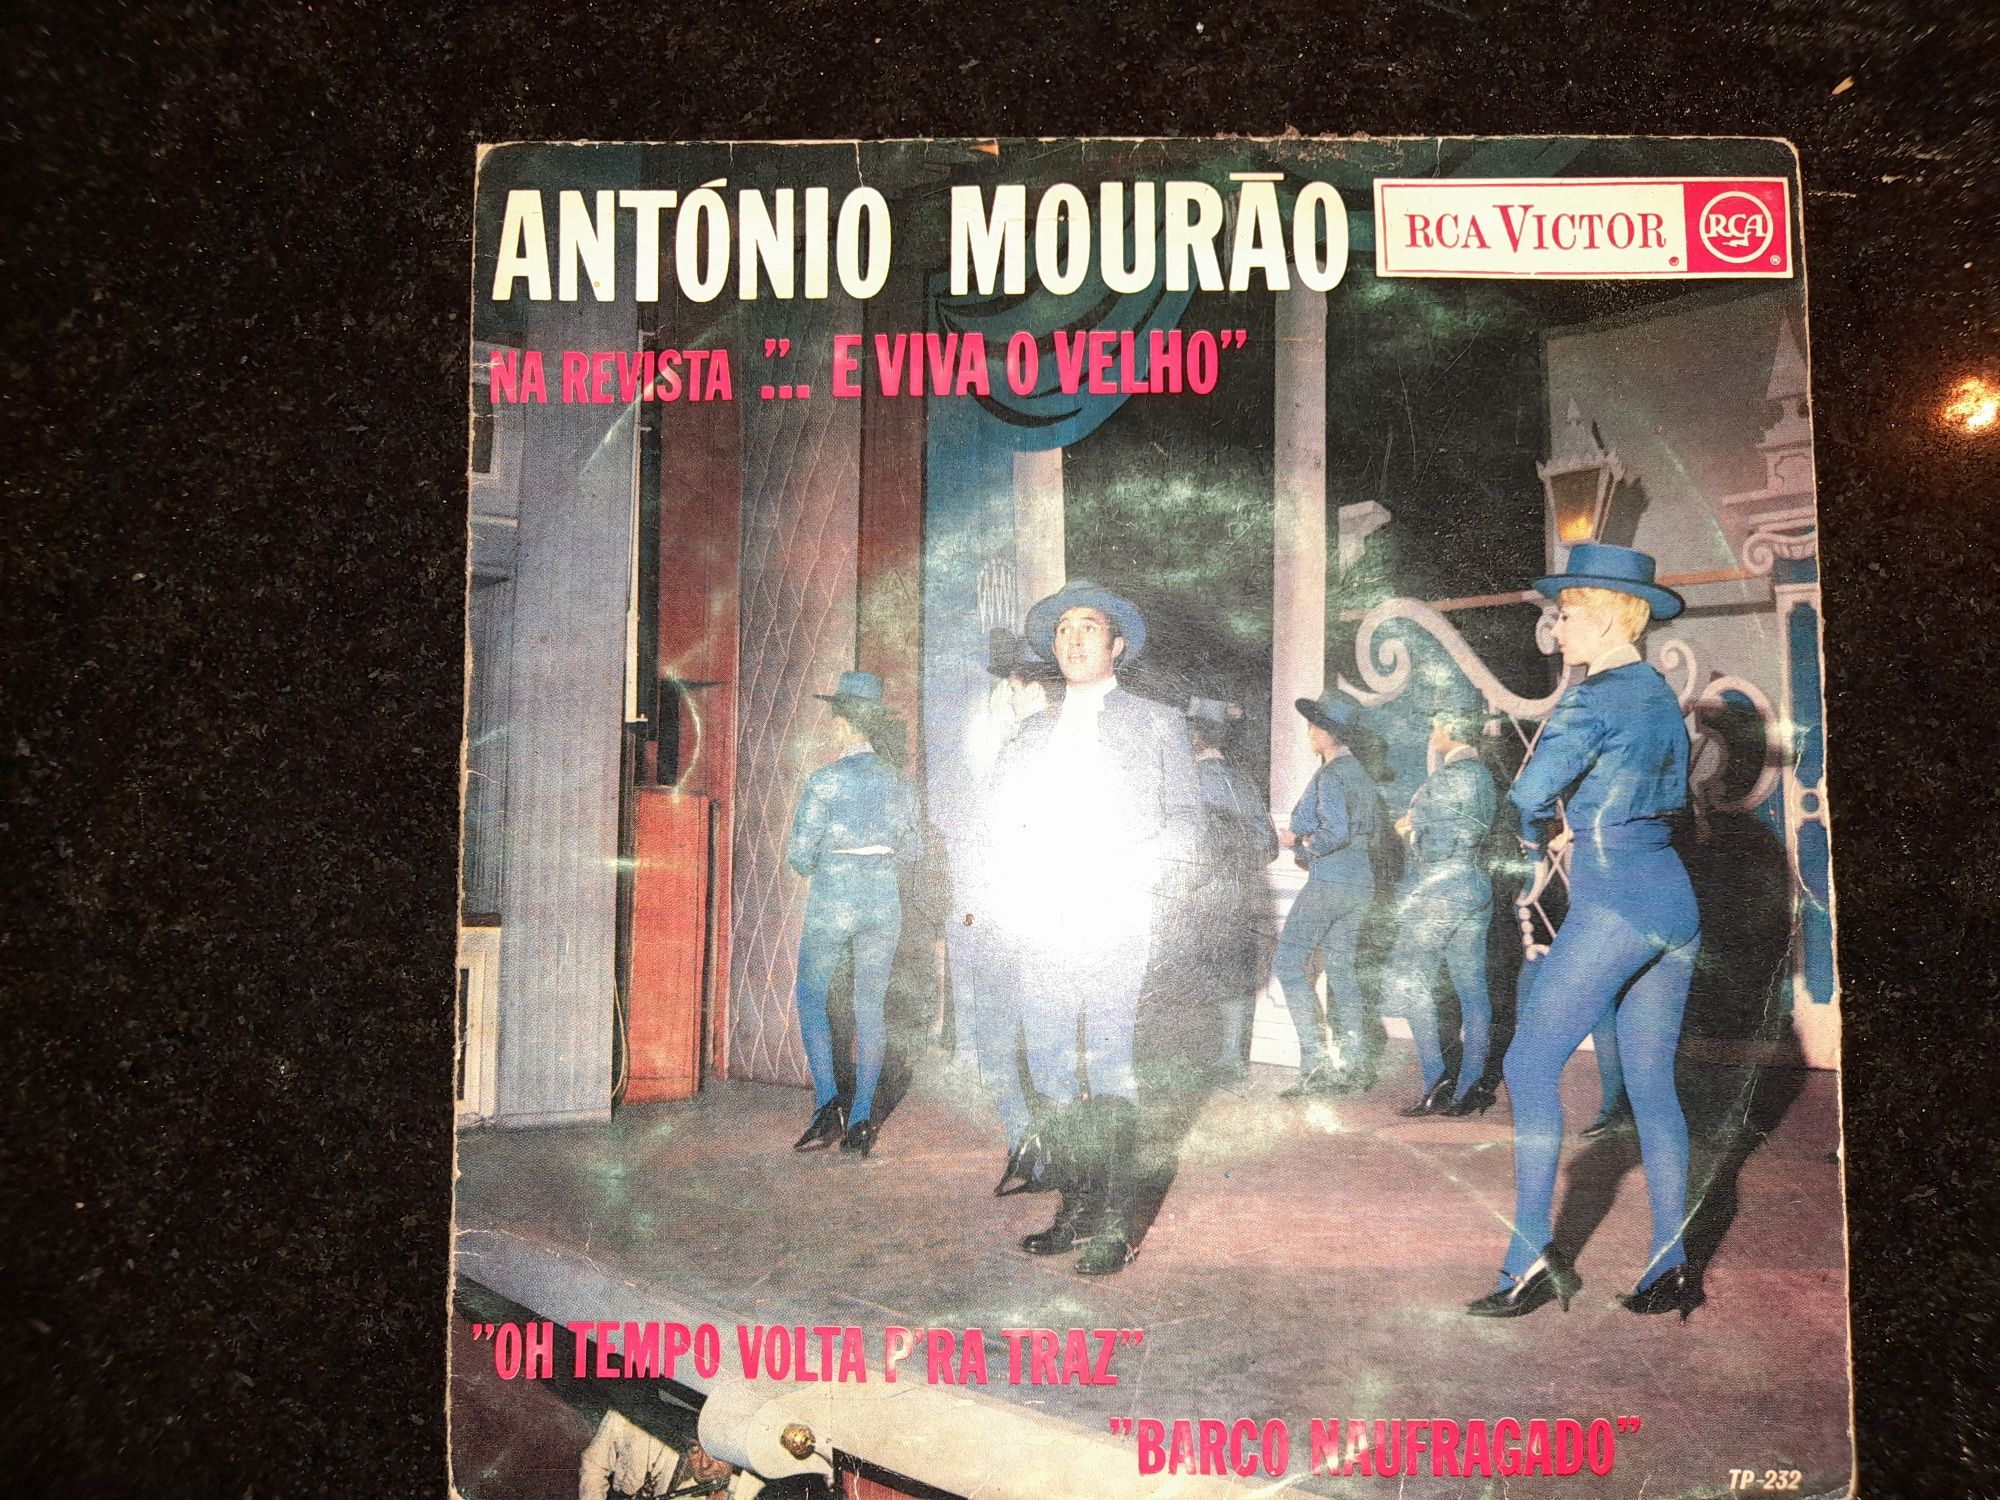 ANTÓNIO MOURÃO
RCA VICTOR
RCA
NA REVISTA "... E VIVA O VELHO"
"OH TEMPO VOLTA P'RA TRAZ"
"BARCO NAUFRAGADO"
TP-232